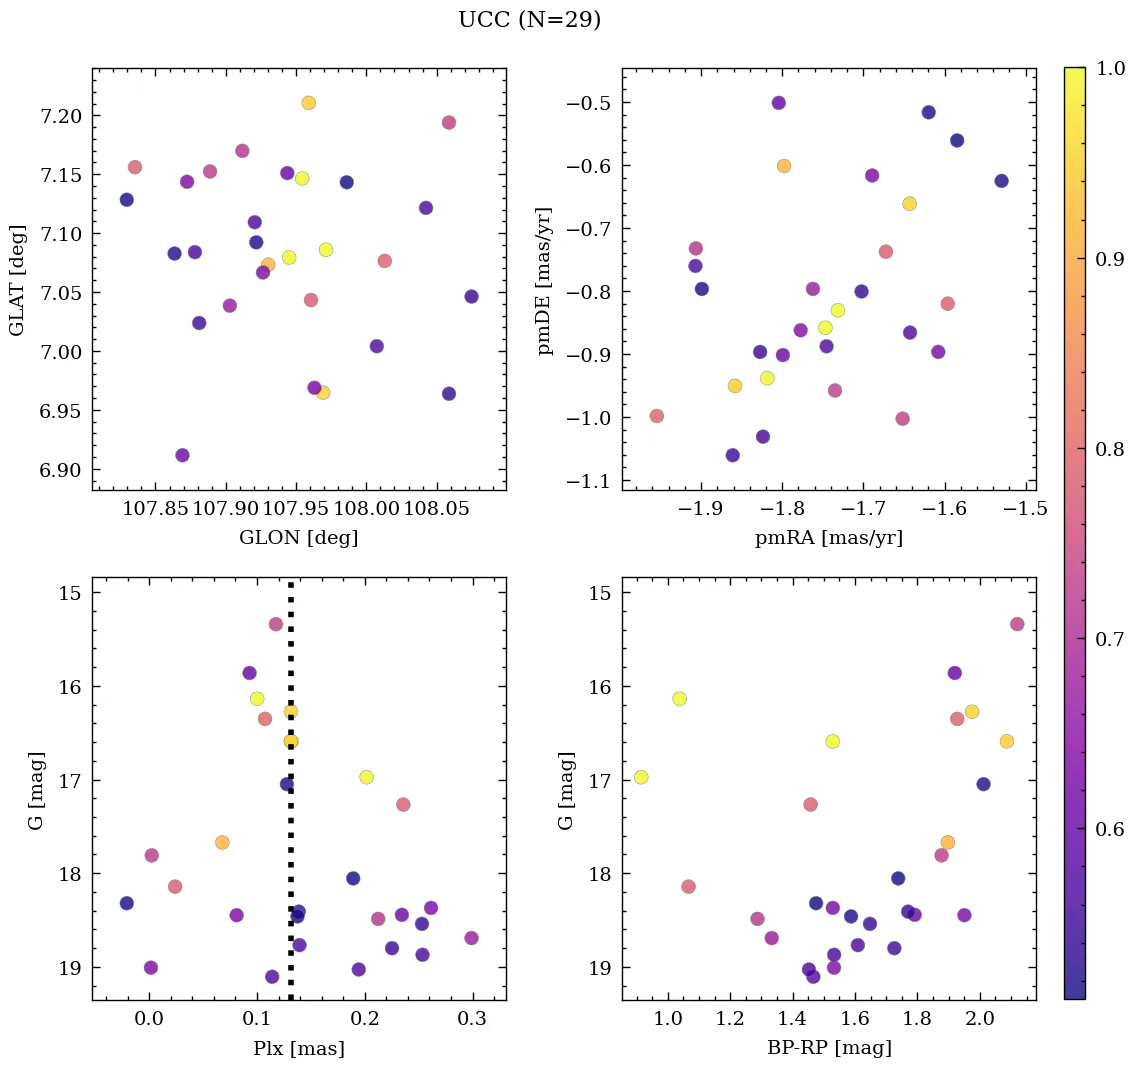 UCC (N=29)
7.20
7.15
7.10
7.05
7.00
6.95
6.90
GLAT [deg]
107.85 107.90 107.95 108.00 108.05
GLON [deg]
−0.5
−0.6
−0.7
−0.8
−0.9
−1.0
−1.1
pmDE [mas/yr]
−1.9 −1.8 −1.7 −1.6 −1.5
pmRA [mas/yr]
15
16
17
18
19
G [mag]
0.0 0.1 0.2 0.3
Plx [mas]
15
16
17
18
19
G [mag]
1.0 1.2 1.4 1.6 1.8 2.0
BP-RP [mag]
1.0
0.9
0.8
0.7
0.6